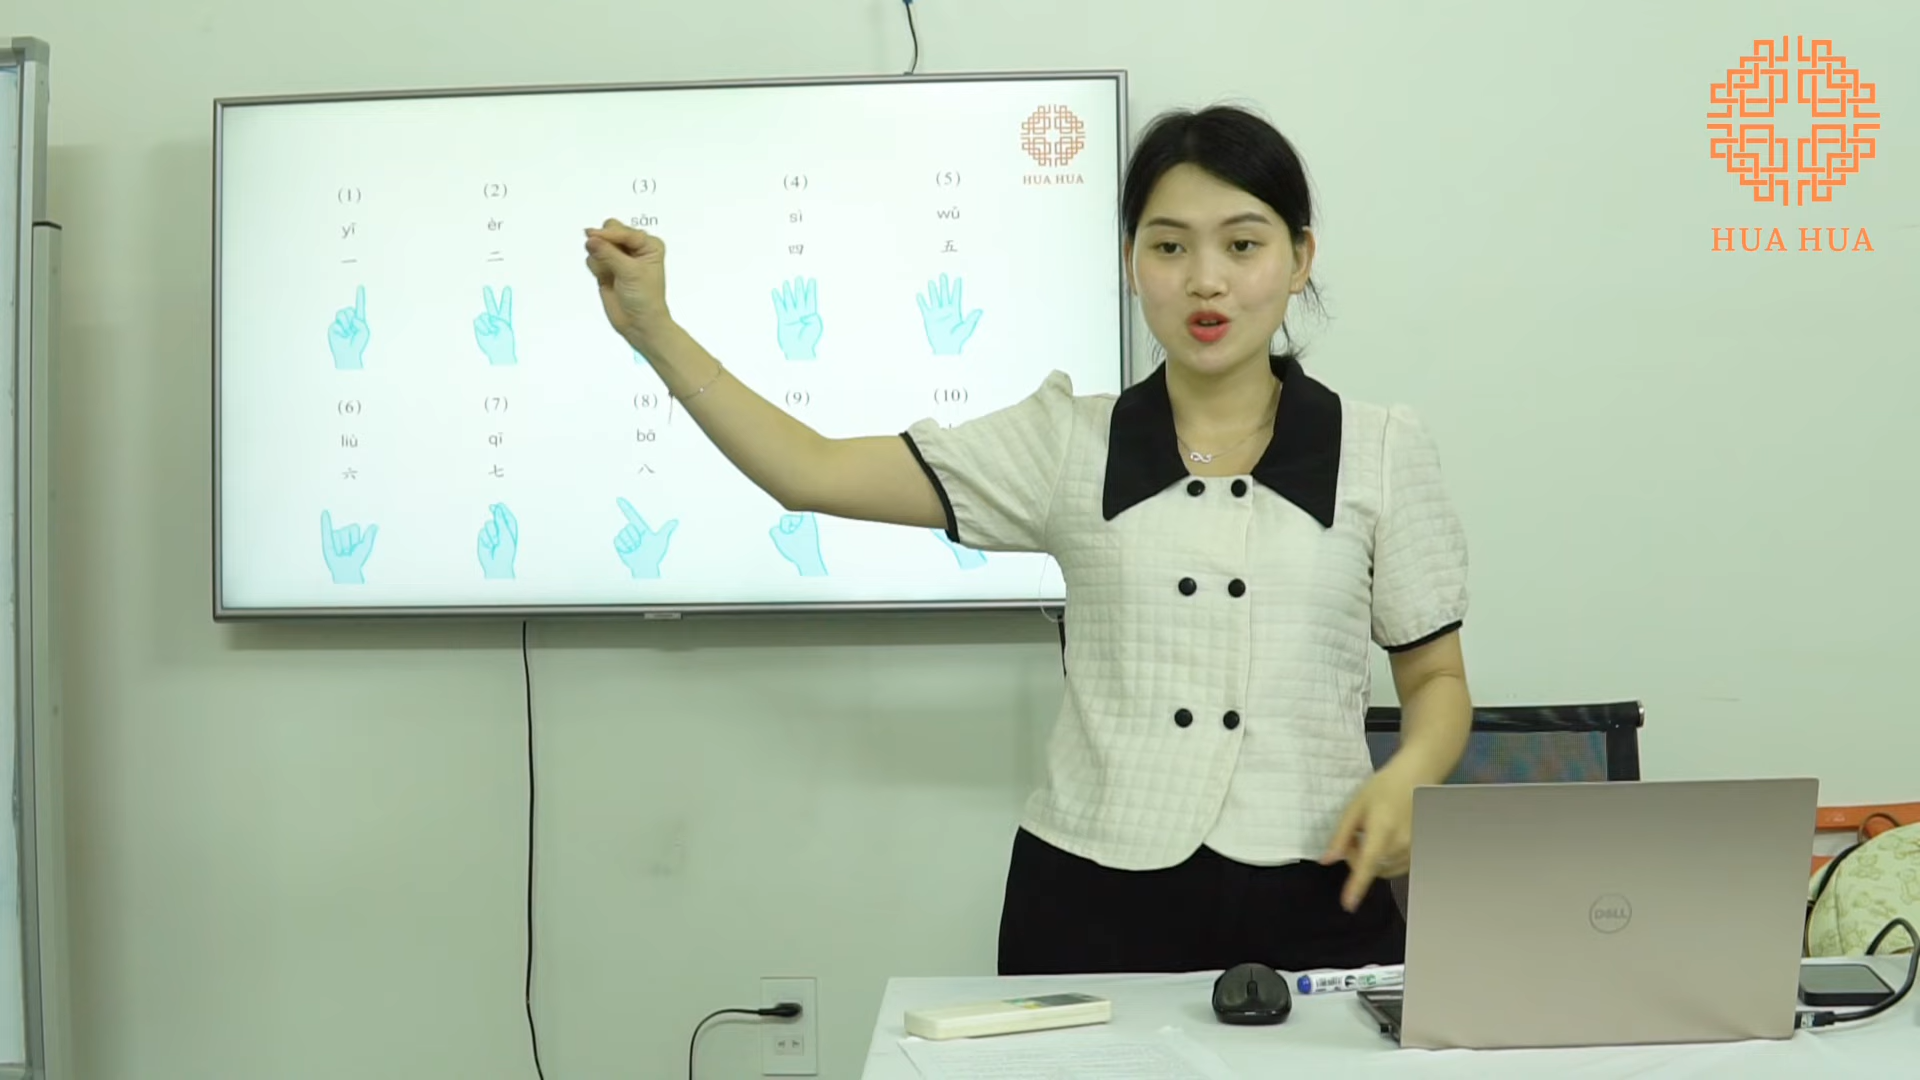 HUA HUA
HUA HUA
(1) (2) (3) (4) (5)
yī èr sān sì wǔ
一 二 四 五
(6) (7) (8) (9) (10)
liù qī bā
六 七 八
DELL